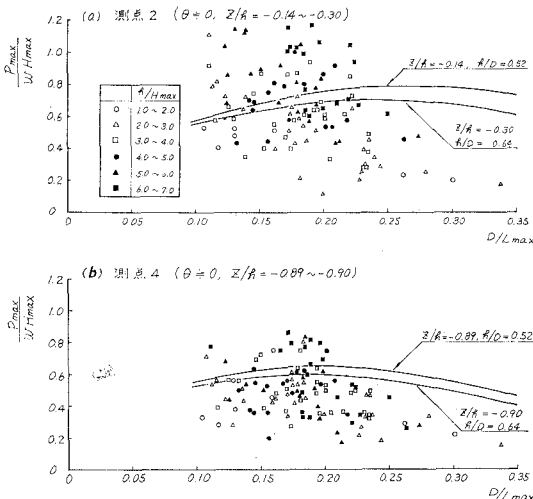 (a) 測点2 (θ≒0, Z/h=-0.14~-0.30)
Pmax
WHmax
1.2
1.0
0.8
0.6
0.4
0.2
0
h/Hmax
○ 1.0~2.0
△ 2.0~3.0
□ 3.0~4.0
● 4.0~5.0
▲ 5.0~6.0
■ 6.0~7.0
Z/h=-0.14, h/D=0.52
Z/h=-0.30
h/D=0.64
0 0.10 0.15 0.20 0.25 0.30 0.35
D/Lmax
(b) 測点4 (θ≒0, Z/h=-0.89~-0.90)
Pmax
WHmax
1.2
1.0
0.8
0.6
0.4
0.2
0
Z/h=-0.89, h/D=0.52
Z/h=-0.90
h/D=0.64
0 0.10 0.15 0.20 0.25 0.30 0.35
D/Lmax